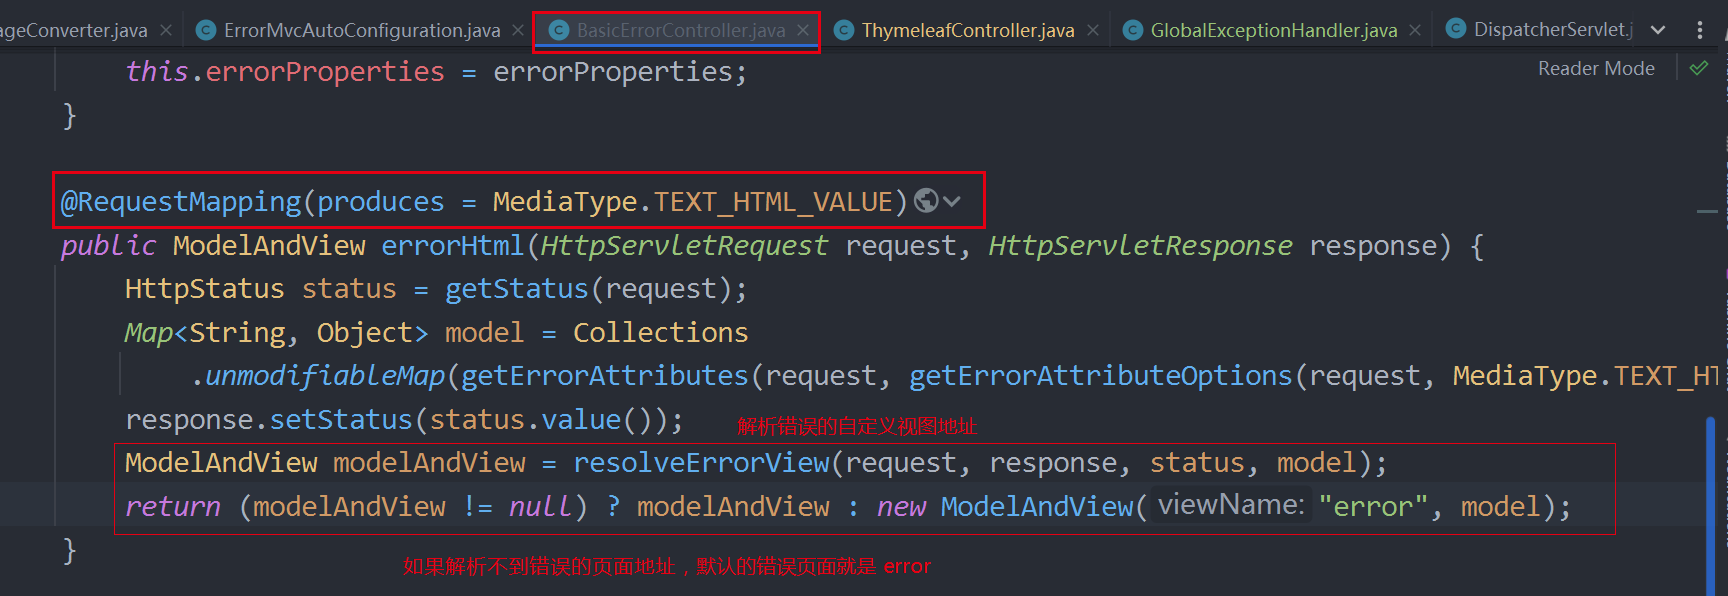 ageConverter.java ErrorMvcAutoConfiguration.java BasicErrorController.java ThymeleafController.java GlobalExceptionHandler.java DispatcherServlet.j
this.errorProperties = errorProperties;
Reader Mode
}
@RequestMapping(produces = MediaType.TEXT_HTML_VALUE)
public ModelAndView errorHtml(HttpServletRequest request, HttpServletResponse response) {
HttpStatus status = getStatus(request);
Map<String, Object> model = Collections
.unmodifiableMap(getErrorAttributes(request, getErrorAttributeOptions(request, MediaType.TEXT_HT
response.setStatus(status.value());
解析错误的自定义视图地址
ModelAndView modelAndView = resolveErrorView(request, response, status, model);
return (modelAndView != null) ? modelAndView : new ModelAndView( viewName: "error", model);
}
如果解析不到错误的页面地址，默认的错误页面就是 error